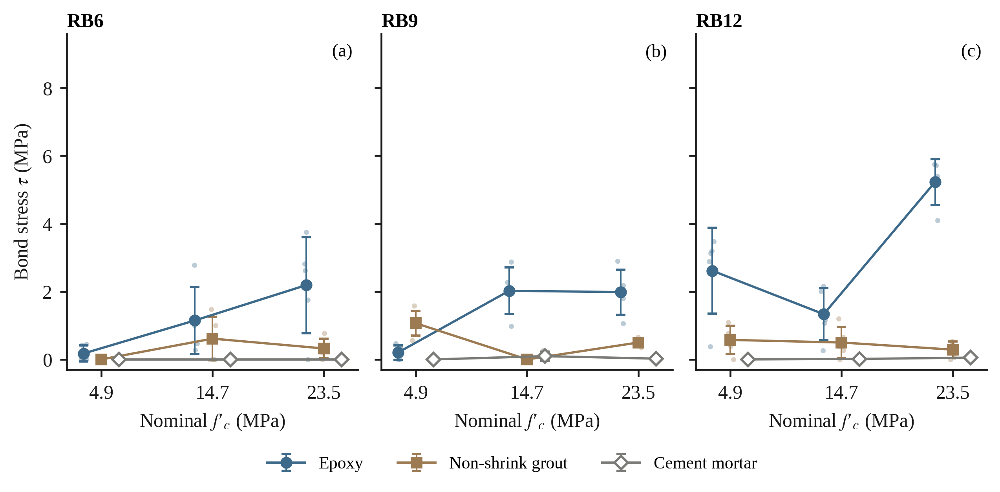 RB6 RB9 RB12
(a) (b) (c)
Bond stress τ (MPa)
8
6
4
2
0
4.9 14.7 23.5 4.9 14.7 23.5 4.9 14.7 23.5
Nominal f′c (MPa) Nominal f′c (MPa) Nominal f′c (MPa)
Epoxy Non-shrink grout Cement mortar